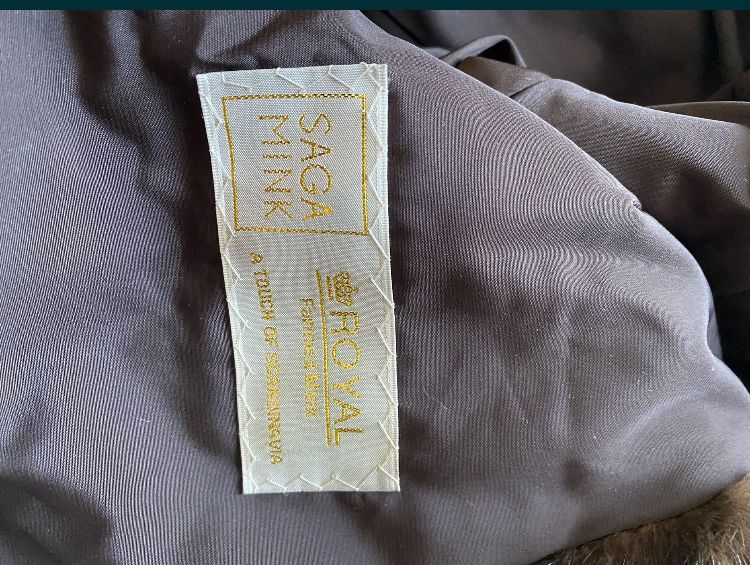 SAGA
MINK
ROYAL
Farmed Mink
A TOUCH OF SCANDINAVIA